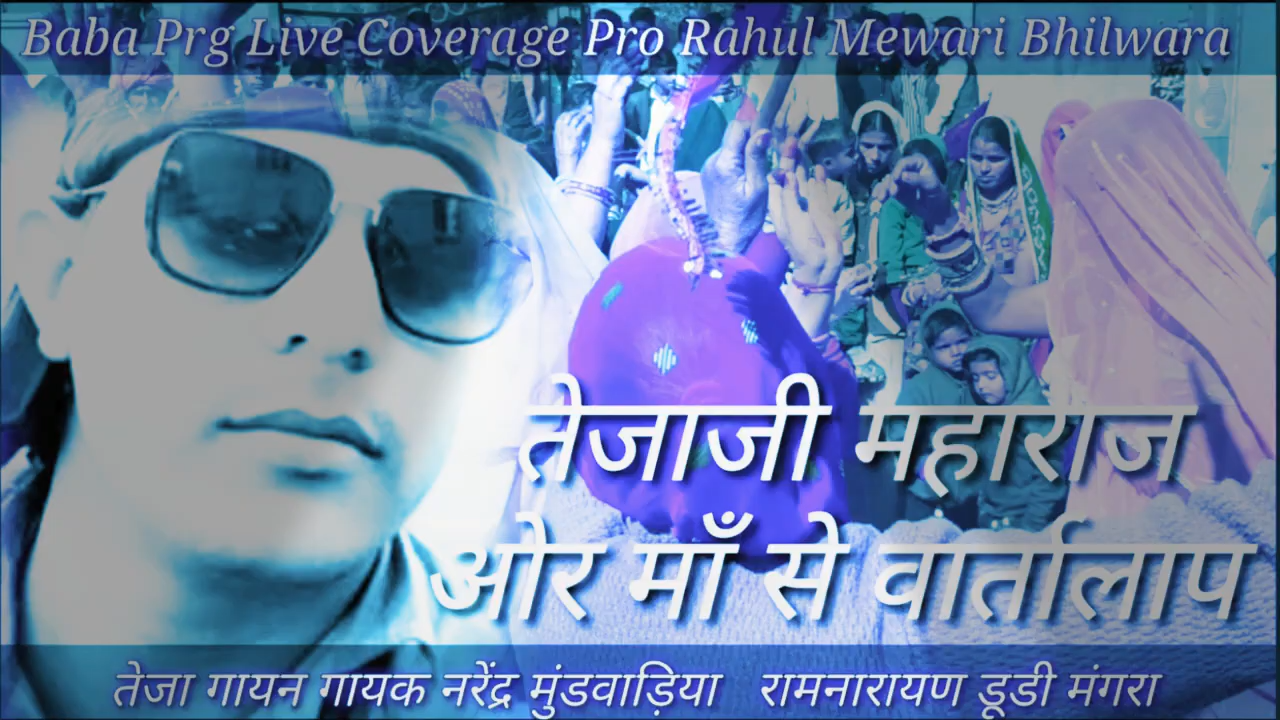 Baba Prg Live Coverage Pro Rahul Mewari Bhilwara
तेजाजी महाराज
ओर माँ से वार्तालाप
तेजा गायन गायक नरेंद्र मुंडवाड़िया रामनारायण डूडी मंगरा